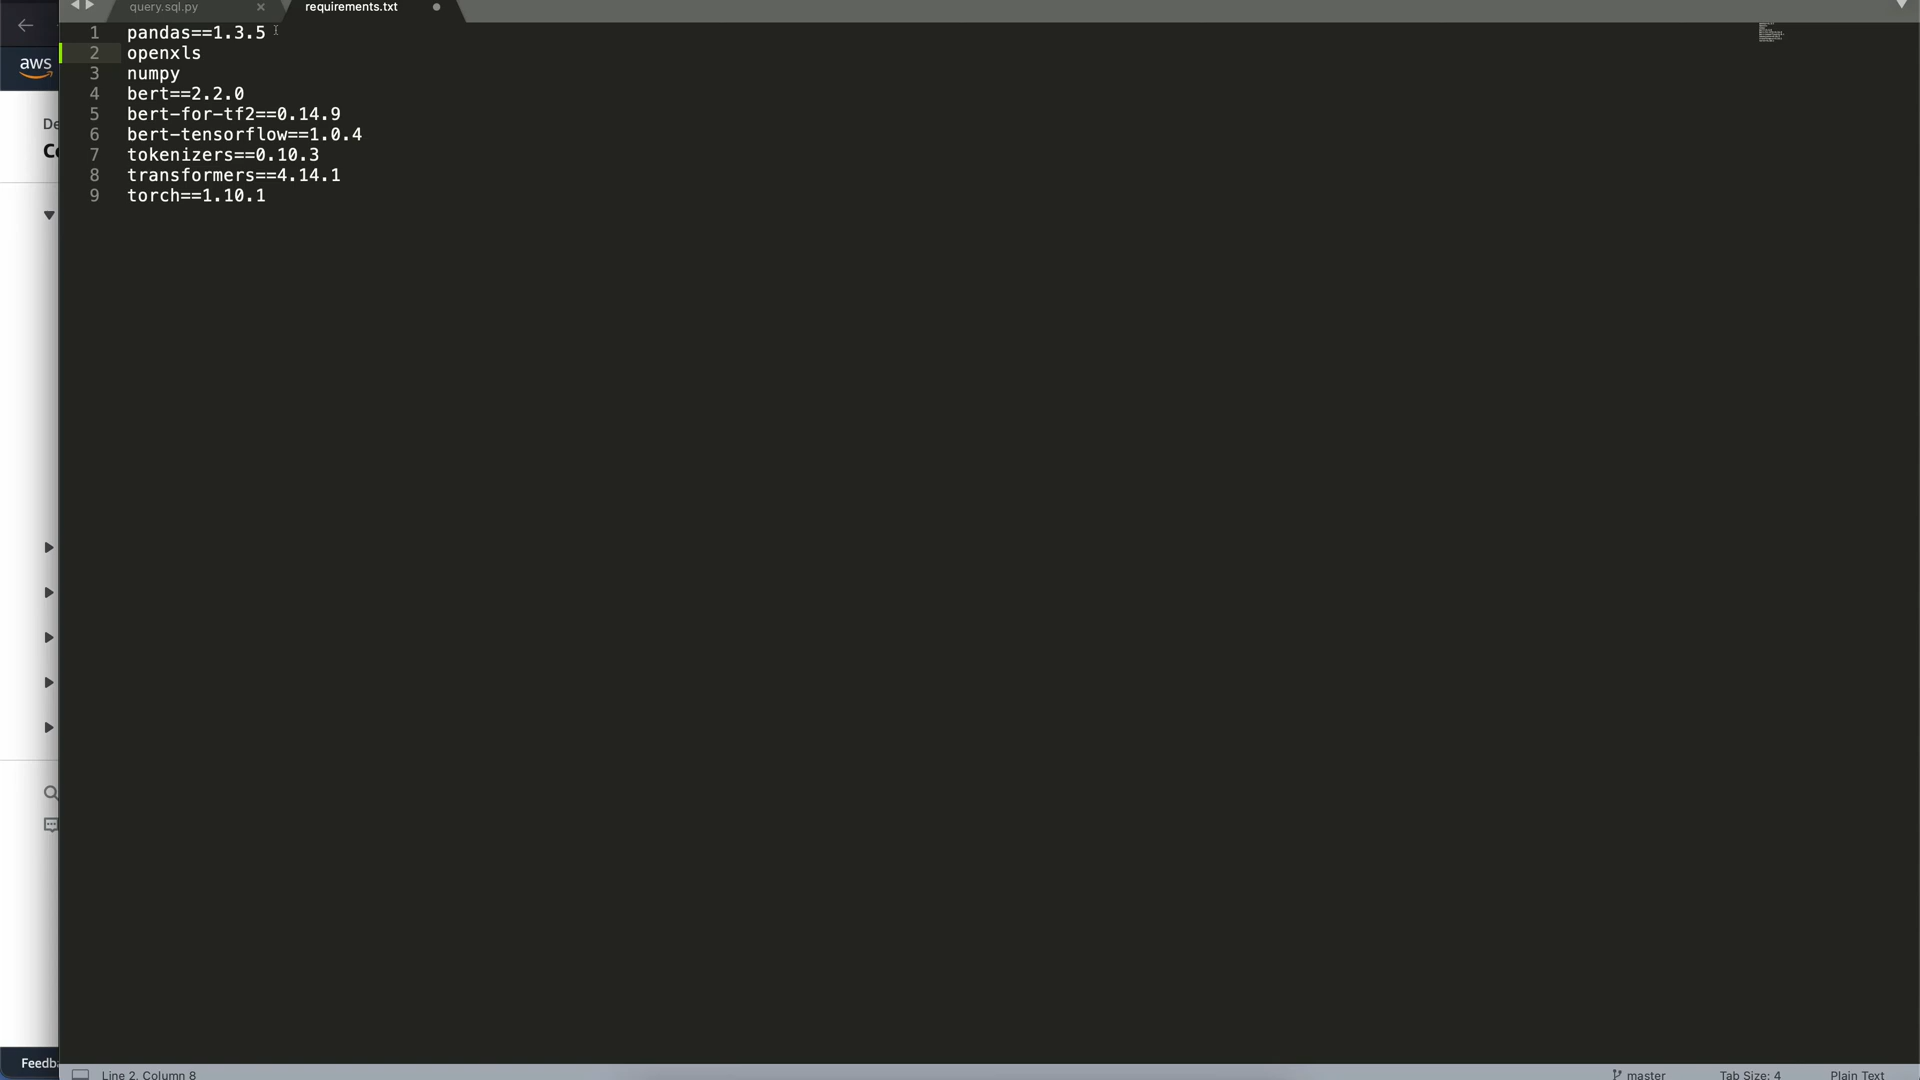 query.sql.py
requirements.txt
aws
1 pandas==1.3.5
2 openxls
3 numpy
4 bert==2.2.0
5 bert-for-tf2==0.14.9
6 bert-tensorflow==1.0.4
7 tokenizers==0.10.3
8 transformers==4.14.1
9 torch==1.10.1
De
Feedba
Line 2, Column 8
master
Tab Size: 4
Plain Text